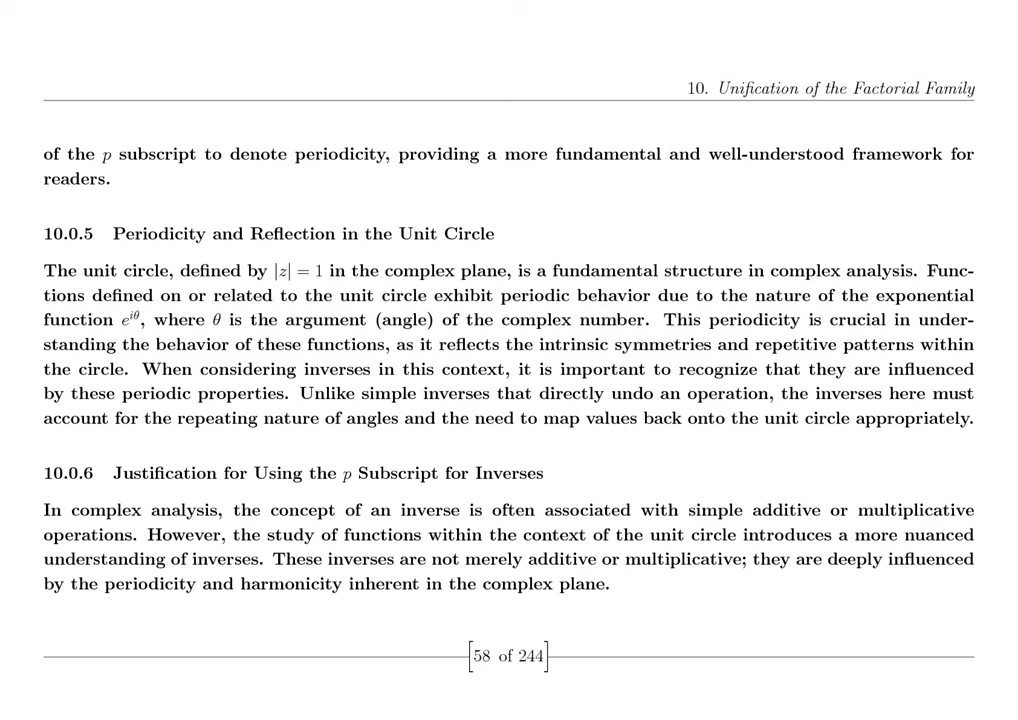 10. Unification of the Factorial Family
of the p subscript to denote periodicity, providing a more fundamental and well-understood framework for
readers.
10.0.5 Periodicity and Reflection in the Unit Circle
The unit circle, defined by |z| = 1 in the complex plane, is a fundamental structure in complex analysis. Func-
tions defined on or related to the unit circle exhibit periodic behavior due to the nature of the exponential
function e^{iθ}, where θ is the argument (angle) of the complex number. This periodicity is crucial in under-
standing the behavior of these functions, as it reflects the intrinsic symmetries and repetitive patterns within
the circle. When considering inverses in this context, it is important to recognize that they are influenced
by these periodic properties. Unlike simple inverses that directly undo an operation, the inverses here must
account for the repeating nature of angles and the need to map values back onto the unit circle appropriately.
10.0.6 Justification for Using the p Subscript for Inverses
In complex analysis, the concept of an inverse is often associated with simple additive or multiplicative
operations. However, the study of functions within the context of the unit circle introduces a more nuanced
understanding of inverses. These inverses are not merely additive or multiplicative; they are deeply influenced
by the periodicity and harmonicity inherent in the complex plane.
[58 of 244]